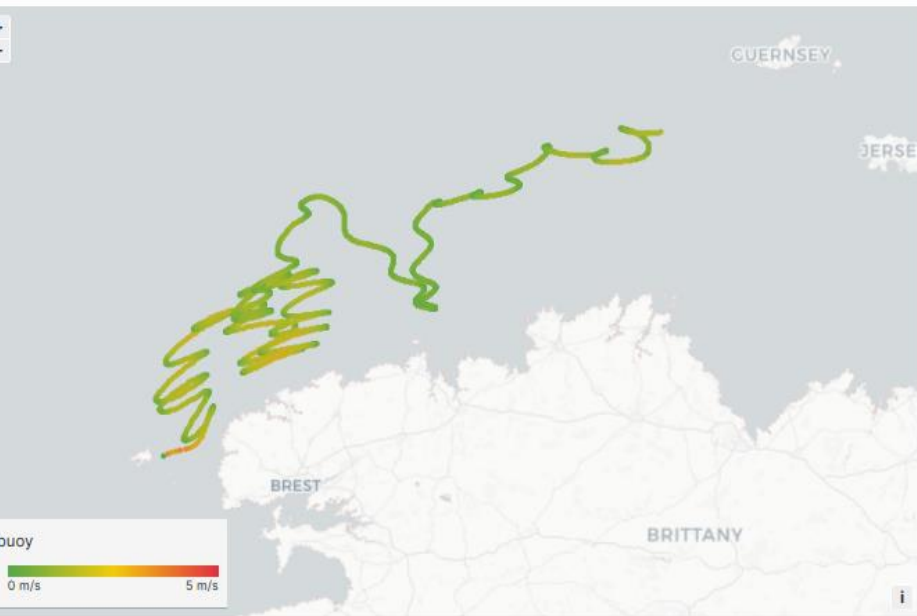 GUERNSEY
JERSE
BREST
BRITTANY
buoy
0 m/s
5 m/s
i